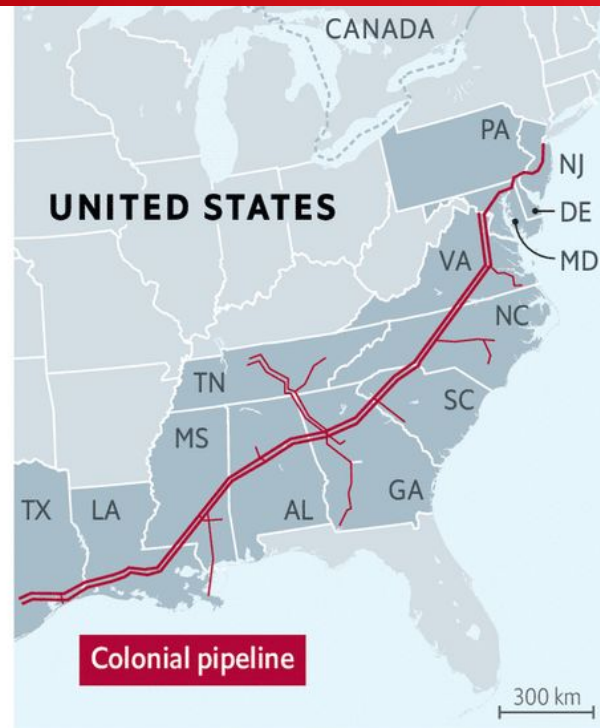 CANADA
PA
NJ
UNITED STATES
DE
VA
MD
NC
TN
SC
MS
GA
TX
LA
AL
Colonial pipeline
300 km